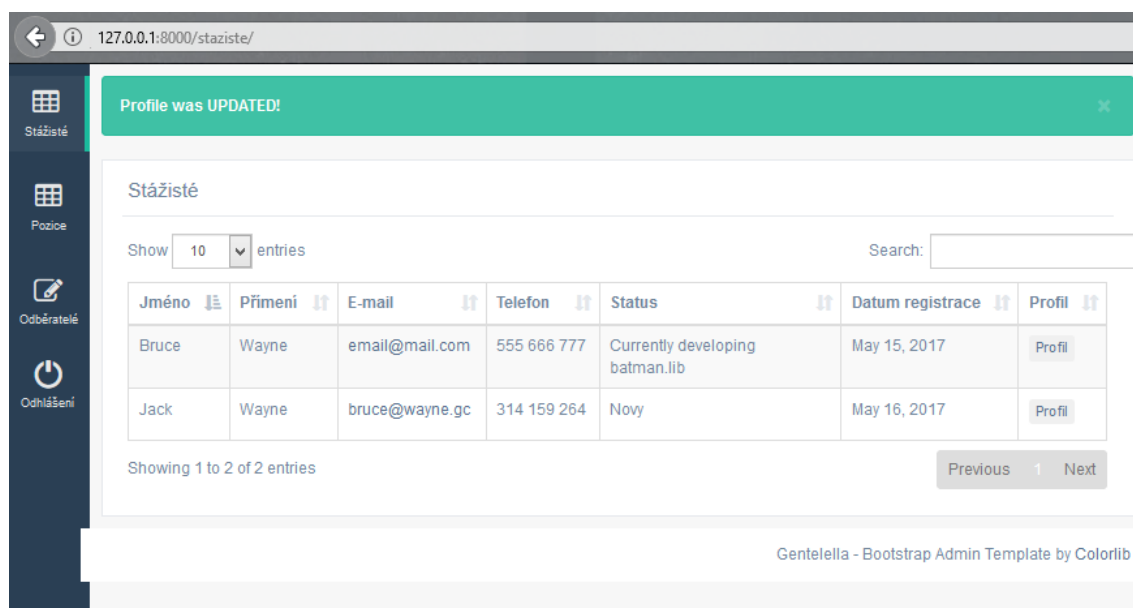 127.0.0.1:8000/staziste/
Stážisté
Pozice
Odběratelé
Odhlášení
Profile was UPDATED!
Stážisté
Show 10 entries Search:
Jméno Přímení E-mail Telefon Status Datum registrace Profil
Bruce Wayne email@mail.com 555 666 777 Currently developing May 15, 2017 Profil
batman.lib
Jack Wayne bruce@wayne.gc 314 159 264 Novy May 16, 2017 Profil
Showing 1 to 2 of 2 entries Previous 1 Next
Gentelella - Bootstrap Admin Template by Colorlib